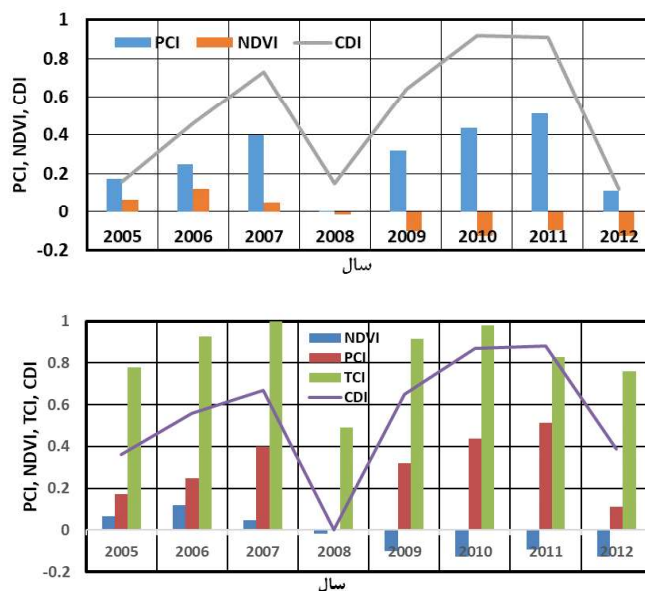 1
PCI NDVI CDI
0.8
0.6
0.4
0.2
0
-0.2
PCI, NDVI, CDI
2005 2006 2007 2008 2009 2010 2011 2012
سال
1
NDVI
PCI
TCI
CDI
0.8
0.6
0.4
0.2
0
-0.2
PCI, NDVI, TCI, CDI
2005 2006 2007 2008 2009 2010 2011 2012
سال